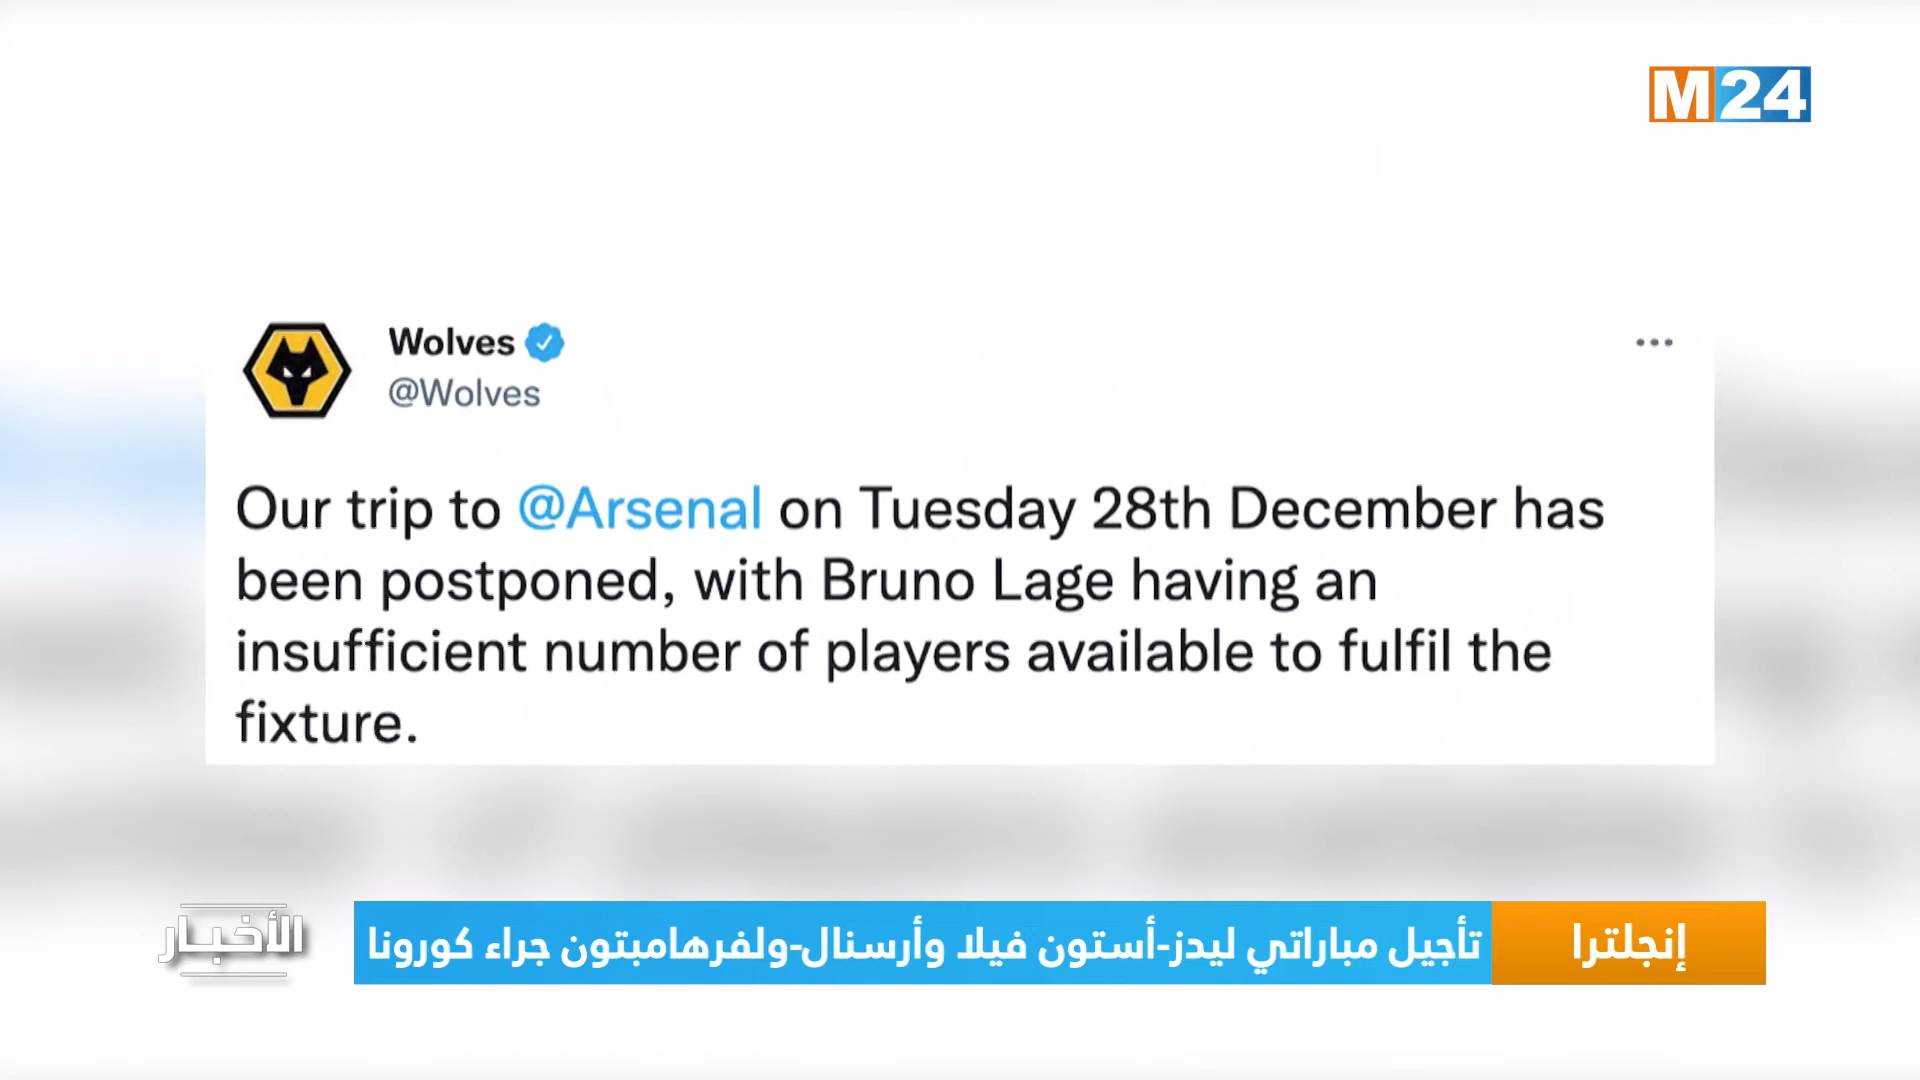 M24
Wolves
@Wolves
Our trip to @Arsenal on Tuesday 28th December has
been postponed, with Bruno Lage having an
insufficient number of players available to fulfil the
fixture.
إنجلترا
تأجيل مباراتي ليدز-أستون فيلا وأرسنال-ولفرهامبتون جراء كورونا
الأخبار